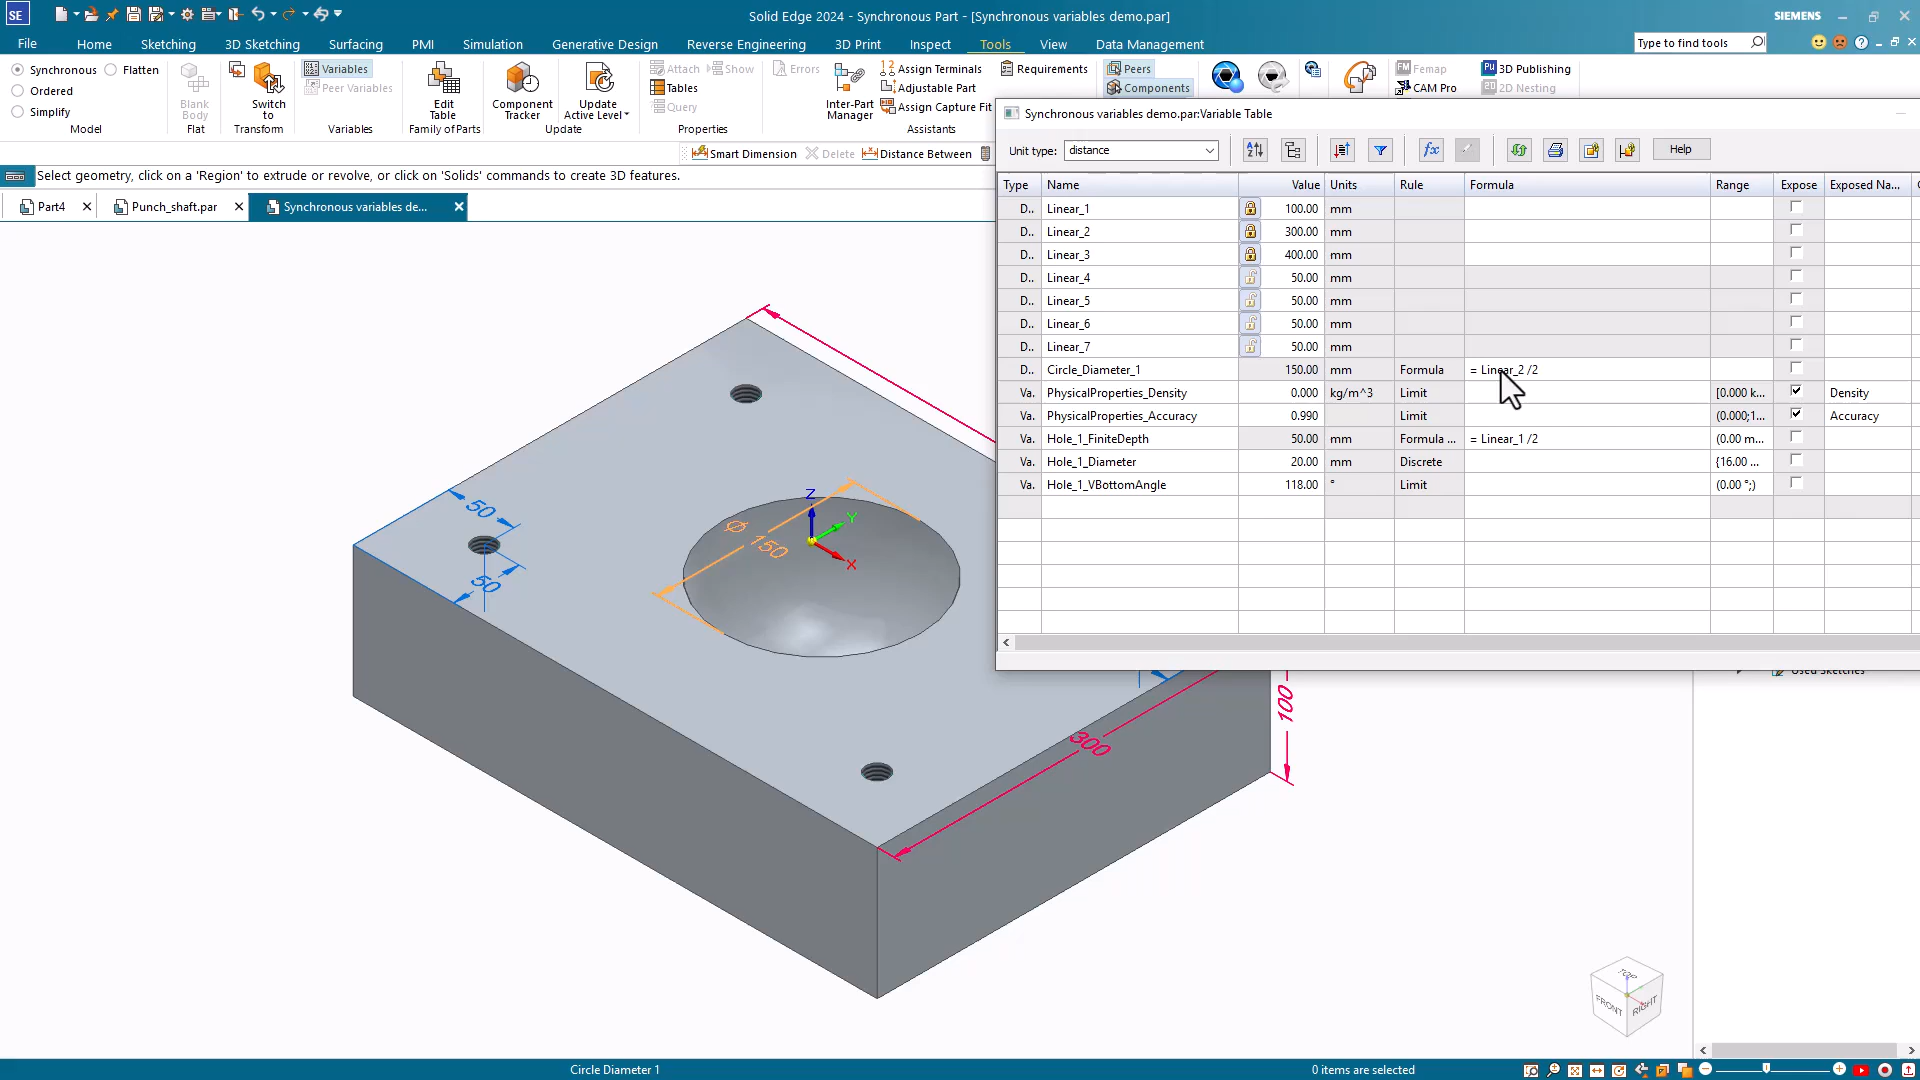 SE
Solid Edge 2024 - Synchronous Part - [Synchronous variables demo.par]
SIEMENS
File
Home
Sketching
3D Sketching
Surfacing
PMI
Simulation
Generative Design
Reverse Engineering
3D Print
Inspect
Tools
View
Data Management
Type to find tools
Synchronous
Flatten
Ordered
Simplify
Model
Blank Body
Flat
Switch to
Transform
Variables
Peer Variables
Variables
Edit Table
Family of Parts
Component Tracker
Update Active Level
Update
Attach
Show
Tables
Query
Properties
Errors
Inter-Part Manager
Assign Terminals
Adjustable Part
Assign Capture Fit
Assistants
Requirements
Peers
Components
Femap
CAM Pro
3D Publishing
2D Nesting
Smart Dimension
Delete
Distance Between
Select geometry, click on a 'Region' to extrude or revolve, or click on 'Solids' commands to create 3D features.
Part4
Punch_shaft.par
Synchronous variables de...
Synchronous variables demo.par:Variable Table
Unit type: distance
Help
Type Name Value Units Rule Formula Range Expose Exposed Na...
D.. Linear_1 100.00 mm
D.. Linear_2 300.00 mm
D.. Linear_3 400.00 mm
D.. Linear_4 50.00 mm
D.. Linear_5 50.00 mm
D.. Linear_6 50.00 mm
D.. Linear_7 50.00 mm
D.. Circle_Diameter_1 150.00 mm Formula = Linear_2 /2
Va. PhysicalProperties_Density 0.000 kg/m^3 Limit [0.000 k... Density
Va. PhysicalProperties_Accuracy 0.990 Limit (0.000;1... Accuracy
Va. Hole_1_FiniteDepth 50.00 mm Formula ... = Linear_1 /2 (0.00 m...
Va. Hole_1_Diameter 20.00 mm Discrete {16.00 ...
Va. Hole_1_VBottomAngle 118.00 ° Limit (0.00 °;)
Used Sketches
50
50
Ø 150
Z
Y
X
300
100
TOP
FRONT
RIGHT
Circle Diameter 1
0 items are selected